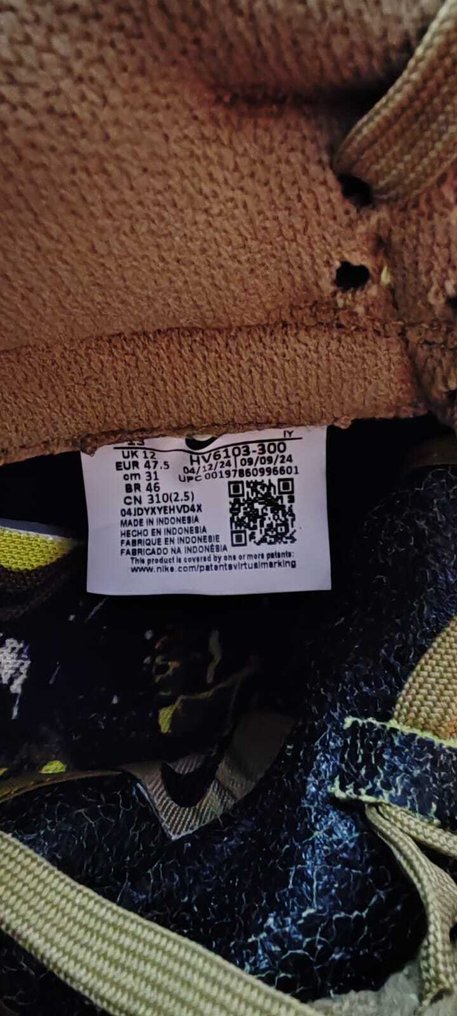 13 IY
UK 12 HV6103-300
EUR 47.5 04/12/24 | 09/09/24
cm 31 UPC 00197860996601
BR 46
CN 310(2.5)
04JDYXYEHVD4X
MADE IN INDONESIA
HECHO EN INDONESIA
FABRIQUE EN INDONESIE
FABRICADO NA INDONÉSIA
This product is covered by one or more patents:
www.nike.com/patentsvirtualmarking